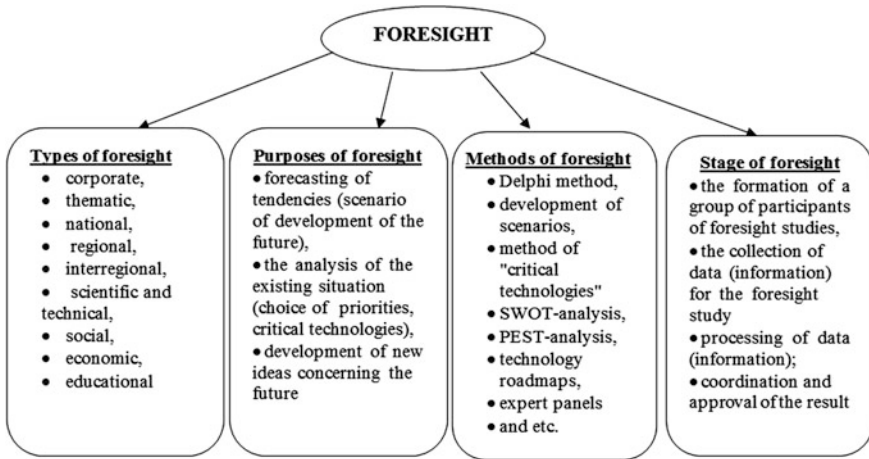 FORESIGHT
Types of foresight
• corporate,
• thematic,
• national,
• regional,
• interregional,
• scientific and
technical,
• social,
• economic,
• educational
Purposes of foresight
• forecasting of
tendencies (scenario
of development of the
future),
• the analysis of the
existing situation
(choice of priorities,
critical technologies),
• development of new
ideas concerning the
future
Methods of foresight
• Delphi method,
• development of
scenarios,
• method of
"critical
technologies"
• SWOT-analysis,
• PEST-analysis,
• technology
roadmaps,
• expert panels
• and etc.
Stage of foresight
• the formation of a
group of participants
of foresight studies,
• the collection of
data (information)
for the foresight
study
• processing of data
(information);
• coordination and
approval of the result